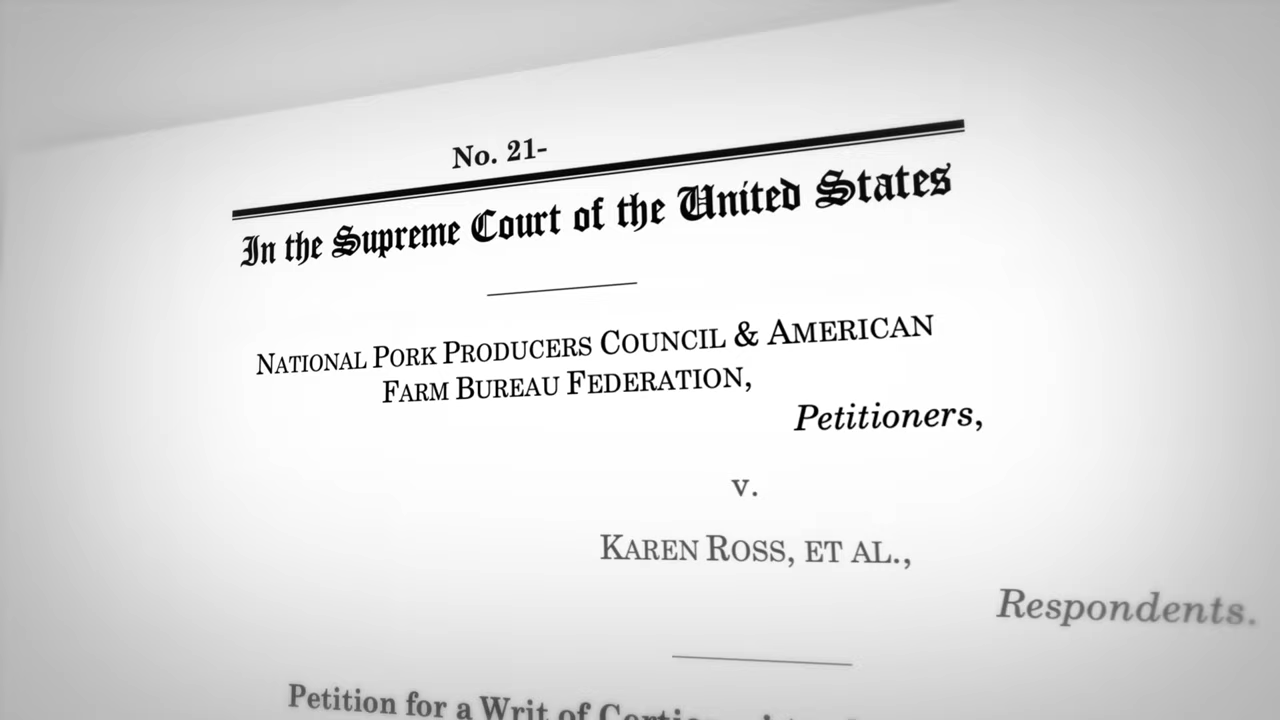 No. 21-
In the Supreme Court of the United States
NATIONAL PORK PRODUCERS COUNCIL & AMERICAN
FARM BUREAU FEDERATION,
Petitioners,
v.
KAREN ROSS, ET AL.,
Respondents.
Petition for a Writ of